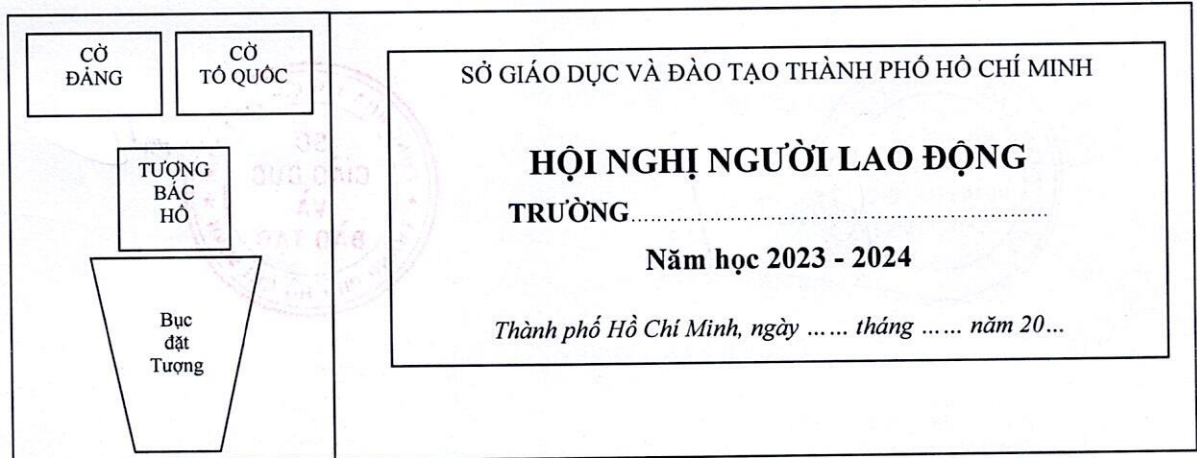 CỜ
ĐẢNG
CỜ
TỔ QUỐC
TƯỢNG
BÁC
HỒ
Bục
đặt
Tượng
SỞ GIÁO DỤC VÀ ĐÀO TẠO THÀNH PHỐ HỒ CHÍ MINH
HỘI NGHỊ NGƯỜI LAO ĐỘNG
TRƯỜNG..................................................................
Năm học 2023 - 2024
Thành phố Hồ Chí Minh, ngày …… tháng …… năm 20…